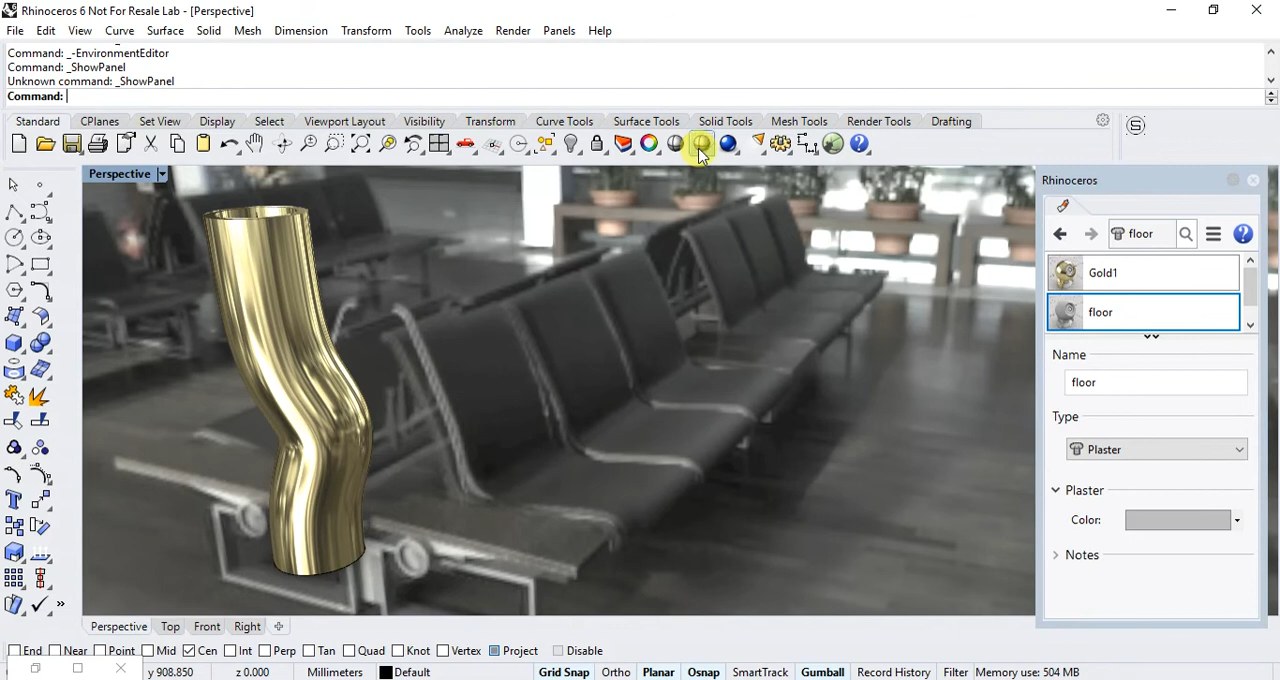 Rhinoceros 6 Not For Resale Lab - [Perspective]
File Edit View Curve Surface Solid Mesh Dimension Transform Tools Analyze Render Panels Help
Command: _-EnvironmentEditor
Command: _ShowPanel
Unknown command: _ShowPanel
Command:
Standard CPlanes Set View Display Select Viewport Layout Visibility Transform Curve Tools Surface Tools Solid Tools Mesh Tools Render Tools Drafting
Perspective
Rhinoceros
floor
Gold1
floor
Name
floor
Type
Plaster
Plaster
Color:
Notes
Perspective Top Front Right
End Near Point Mid Cen Int Perp Tan Quad Knot Vertex Project Disable
y 908.850 z 0.000 Millimeters Default Grid Snap Ortho Planar Osnap SmartTrack Gumball Record History Filter Memory use: 504 MB